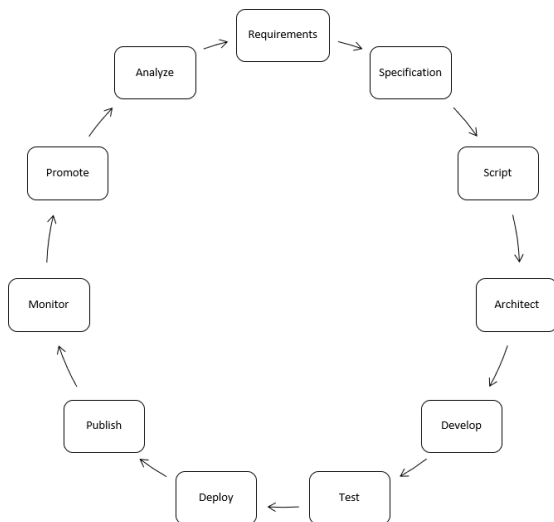 Requirements
Specification
Script
Architect
Develop
Test
Deploy
Publish
Monitor
Promote
Analyze